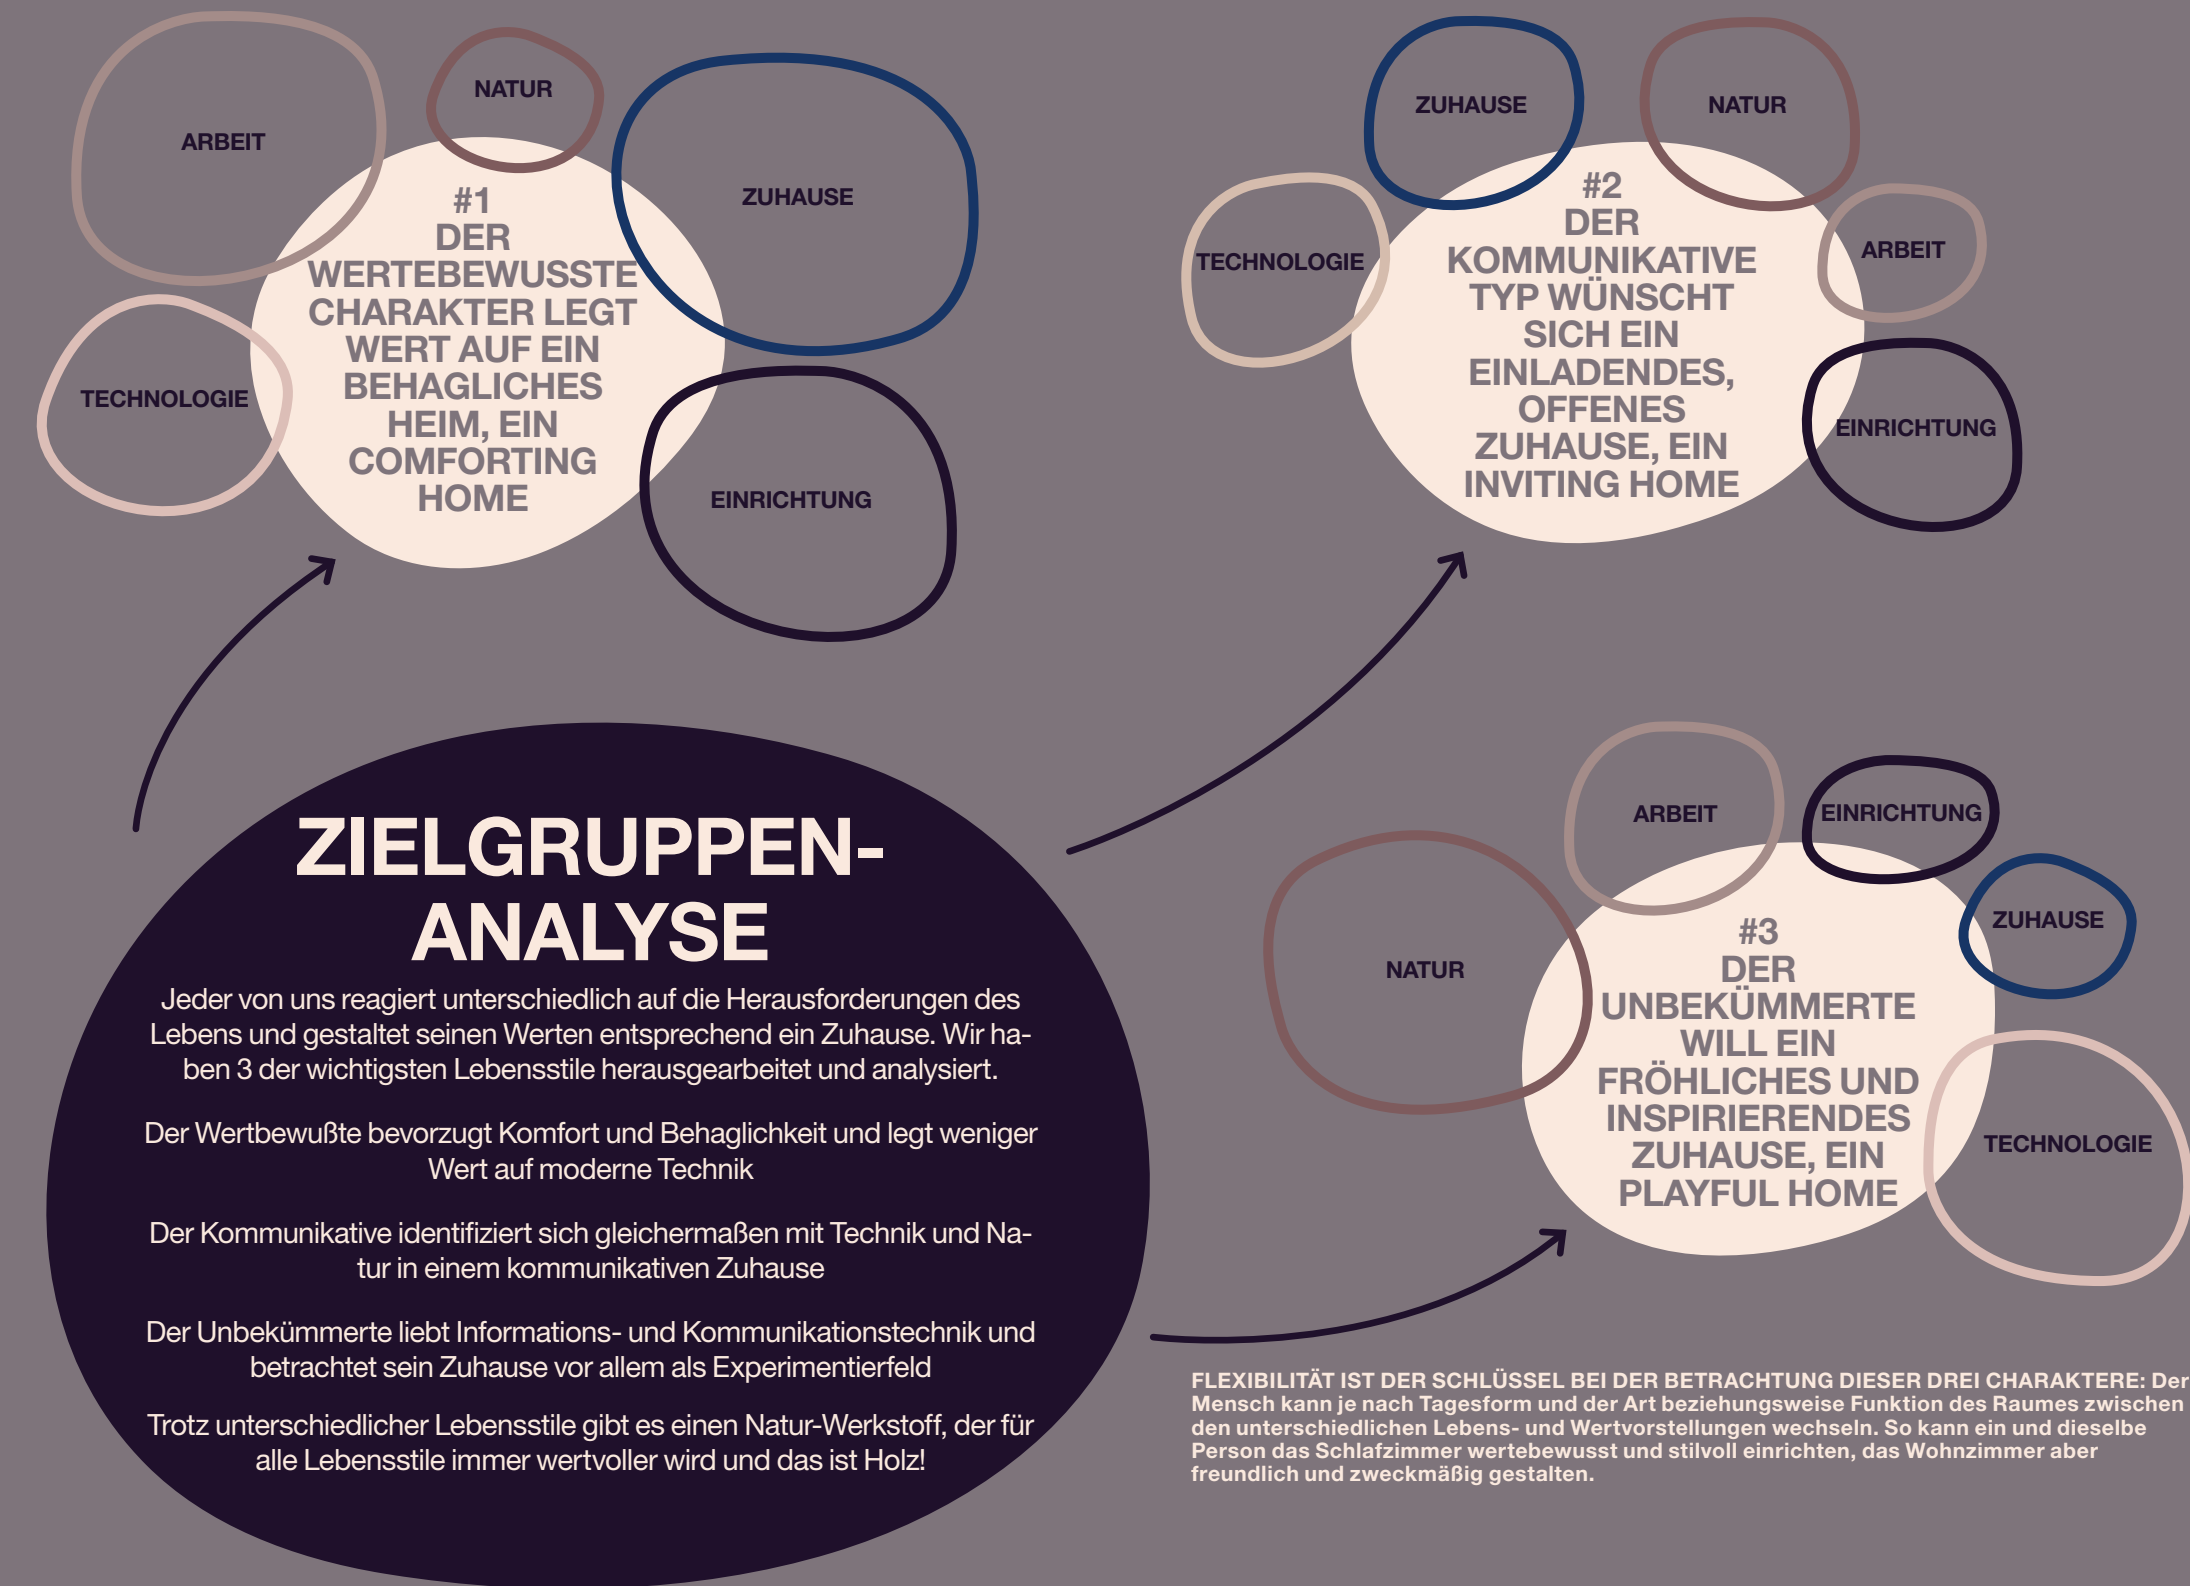 ARBEIT
NATUR
ZUHAUSE
TECHNOLOGIE
EINRICHTUNG
#1
DER
WERTEBEWUSSTE
CHARAKTER LEGT
WERT AUF EIN
BEHAGLICHES
HEIM, EIN
COMFORTING
HOME
ZUHAUSE
NATUR
TECHNOLOGIE
ARBEIT
EINRICHTUNG
#2
DER
KOMMUNIKATIVE
TYP WÜNSCHT
SICH EIN
EINLADENDES,
OFFENES
ZUHAUSE, EIN
INVITING HOME
ZIELGRUPPEN-
ANALYSE
Jeder von uns reagiert unterschiedlich auf die Herausforderungen des
Lebens und gestaltet seinen Werten entsprechend ein Zuhause. Wir ha-
ben 3 der wichtigsten Lebensstile herausgearbeitet und analysiert.
Der Wertbewußte bevorzugt Komfort und Behaglichkeit und legt weniger
Wert auf moderne Technik
Der Kommunikative identifiziert sich gleichermaßen mit Technik und Na-
tur in einem kommunikativen Zuhause
Der Unbekümmerte liebt Informations- und Kommunikationstechnik und
betrachtet sein Zuhause vor allem als Experimentierfeld
Trotz unterschiedlicher Lebensstile gibt es einen Natur-Werkstoff, der für
alle Lebensstile immer wertvoller wird und das ist Holz!
ARBEIT
EINRICHTUNG
ZUHAUSE
NATUR
TECHNOLOGIE
#3
DER
UNBEKÜMMERTE
WILL EIN
FRÖHLICHES UND
INSPIRIERENDES
ZUHAUSE, EIN
PLAYFUL HOME
FLEXIBILITÄT IST DER SCHLÜSSEL BEI DER BETRACHTUNG DIESER DREI CHARAKTERE: Der
Mensch kann je nach Tagesform und der Art beziehungsweise Funktion des Raumes zwischen
den unterschiedlichen Lebens- und Wertvorstellungen wechseln. So kann ein und dieselbe
Person das Schlafzimmer wertebewusst und stilvoll einrichten, das Wohnzimmer aber
freundlich und zweckmäßig gestalten.